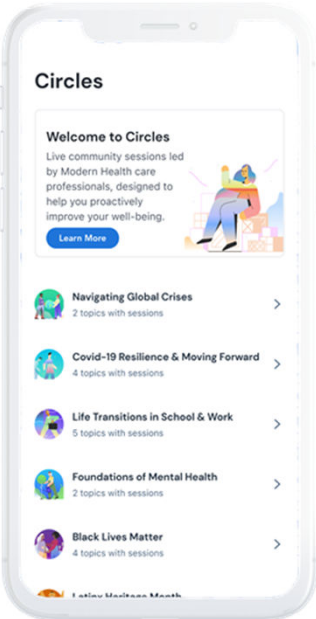 Circles
Welcome to Circles
Live community sessions led
by Modern Health care
professionals, designed to
help you proactively
improve your well-being.
Learn More
Navigating Global Crises
2 topics with sessions
Covid-19 Resilience & Moving Forward
4 topics with sessions
Life Transitions in School & Work
5 topics with sessions
Foundations of Mental Health
2 topics with sessions
Black Lives Matter
4 topics with sessions
Latinx Heritage Month